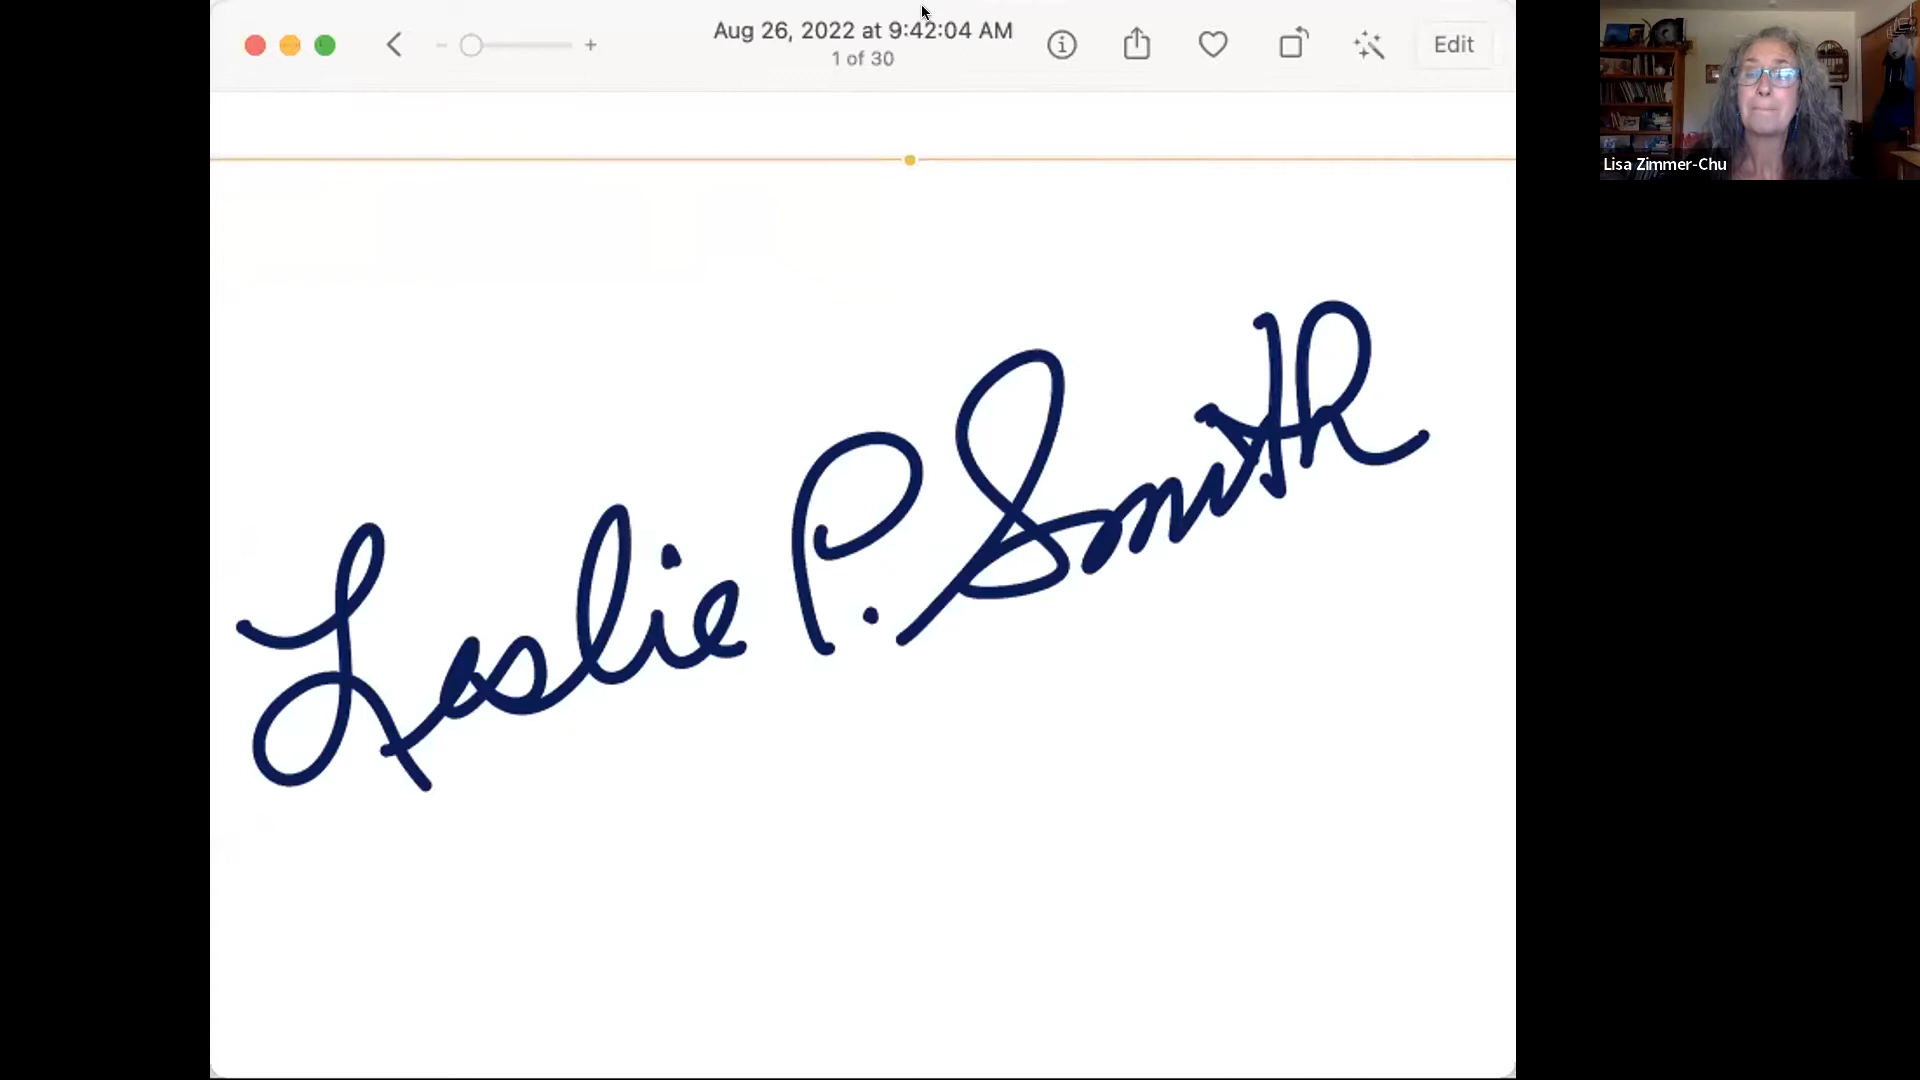 Aug 26, 2022 at 9:42:04 AM
1 of 30
Edit
Leslie P. Smith
Lisa Zimmer-Chu